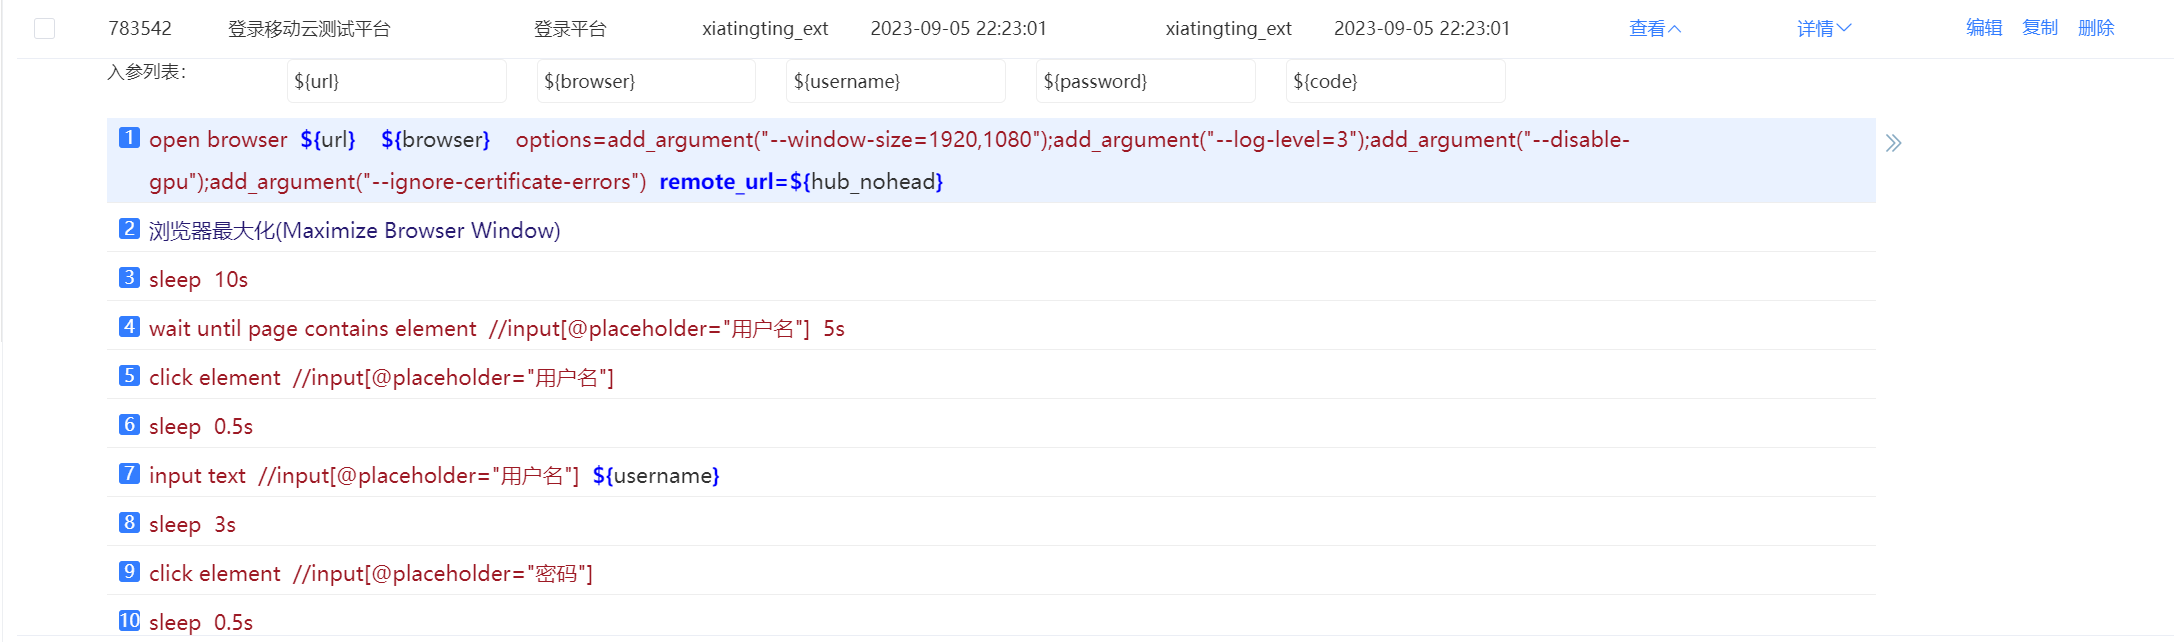 783542 登录移动云测试平台 登录平台 xiatingting_ext 2023-09-05 22:23:01 xiatingting_ext 2023-09-05 22:23:01 查看 详情 编辑 复制 删除
入参列表: ${url} ${browser} ${username} ${password} ${code}
1 open browser ${url} ${browser} options=add_argument("--window-size=1920,1080");add_argument("--log-level=3");add_argument("--disable-
gpu");add_argument("--ignore-certificate-errors") remote_url=${hub_nohead}
2 浏览器最大化(Maximize Browser Window)
3 sleep 10s
4 wait until page contains element //input[@placeholder="用户名"] 5s
5 click element //input[@placeholder="用户名"]
6 sleep 0.5s
7 input text //input[@placeholder="用户名"] ${username}
8 sleep 3s
9 click element //input[@placeholder="密码"]
10 sleep 0.5s